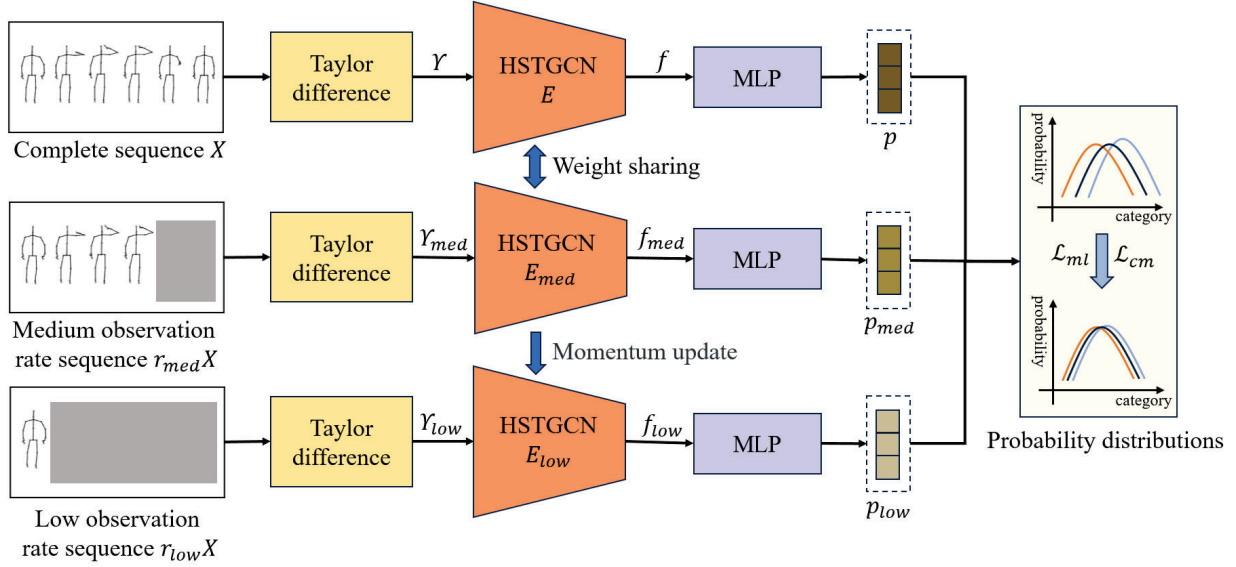 Complete sequence X
Taylor
difference
ϒ
HSTGCN
E
f
MLP
p
Weight sharing
Medium observation
rate sequence r_med X
Taylor
difference
ϒ_med
HSTGCN
E_med
f_med
MLP
p_med
Momentum update
Low observation
rate sequence r_low X
Taylor
difference
ϒ_low
HSTGCN
E_low
f_low
MLP
p_low
probability
category
ℒ_ml
ℒ_cm
probability
category
Probability distributions